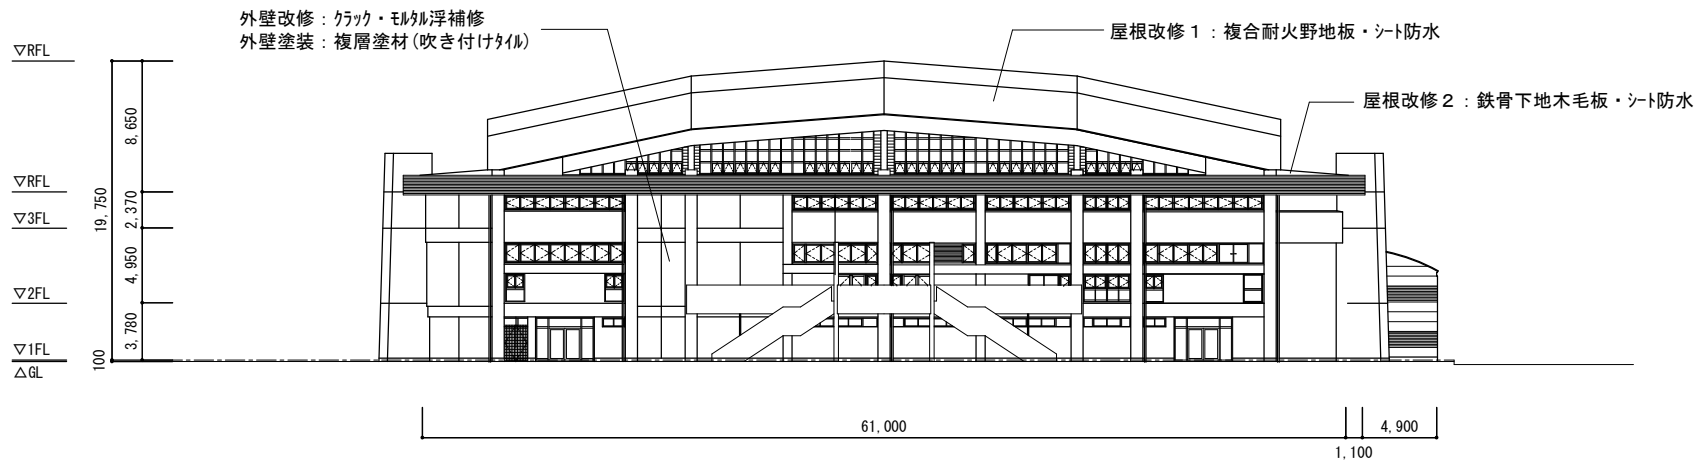 外壁改修：ｸﾗｯｸ・ﾓﾙﾀﾙ浮補修
外壁塗装：複層塗材(吹き付けﾀｲﾙ)
屋根改修１：複合耐火野地板・ｼｰﾄ防水
屋根改修２：鉄骨下地木毛板・ｼｰﾄ防水
▽RFL
▽RFL
▽3FL
▽2FL
▽1FL
△GL
8,650
2,370
4,950
3,780
19,750
100
61,000
1,100
4,900